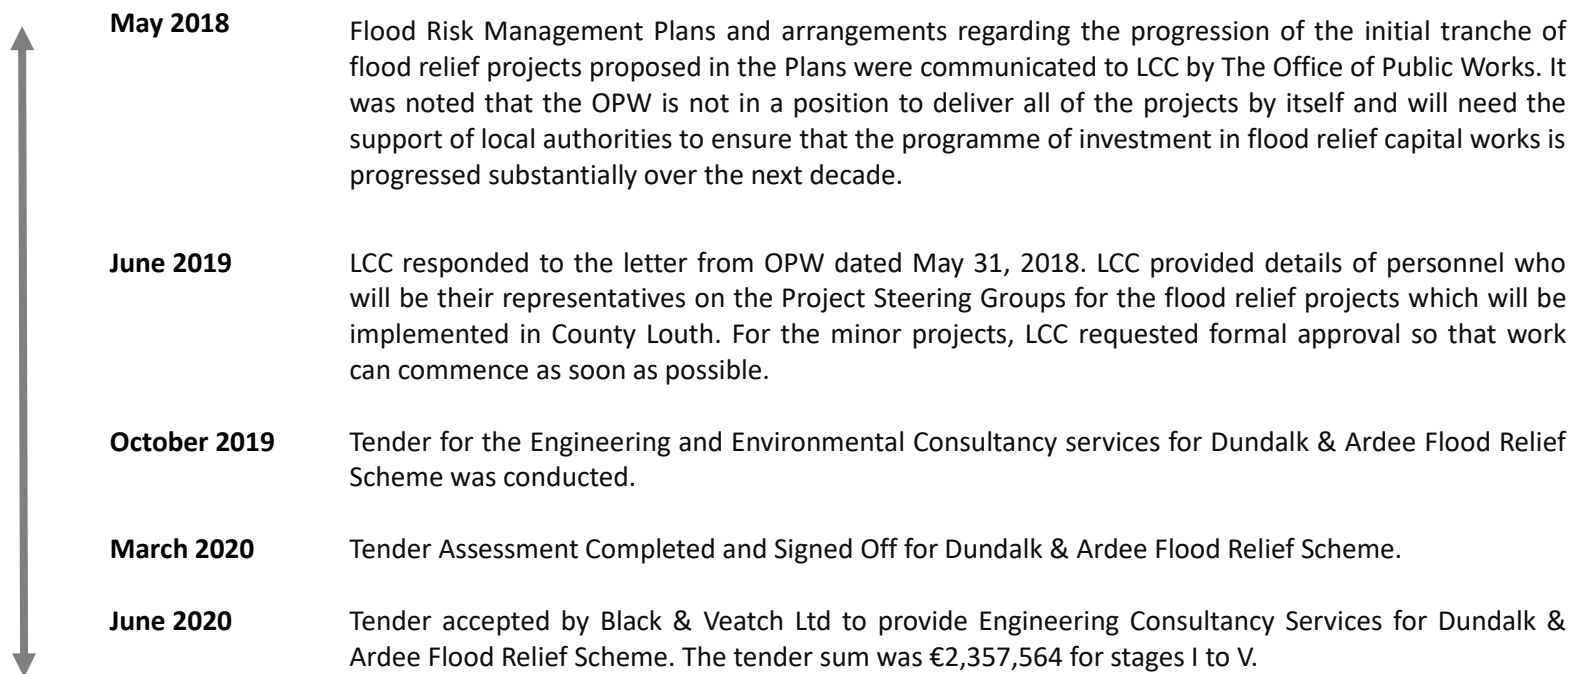 May 2018
Flood Risk Management Plans and arrangements regarding the progression of the initial tranche of
flood relief projects proposed in the Plans were communicated to LCC by The Office of Public Works. It
was noted that the OPW is not in a position to deliver all of the projects by itself and will need the
support of local authorities to ensure that the programme of investment in flood relief capital works is
progressed substantially over the next decade.
June 2019
LCC responded to the letter from OPW dated May 31, 2018. LCC provided details of personnel who
will be their representatives on the Project Steering Groups for the flood relief projects which will be
implemented in County Louth. For the minor projects, LCC requested formal approval so that work
can commence as soon as possible.
October 2019
Tender for the Engineering and Environmental Consultancy services for Dundalk & Ardee Flood Relief
Scheme was conducted.
March 2020
Tender Assessment Completed and Signed Off for Dundalk & Ardee Flood Relief Scheme.
June 2020
Tender accepted by Black & Veatch Ltd to provide Engineering Consultancy Services for Dundalk &
Ardee Flood Relief Scheme. The tender sum was €2,357,564 for stages I to V.